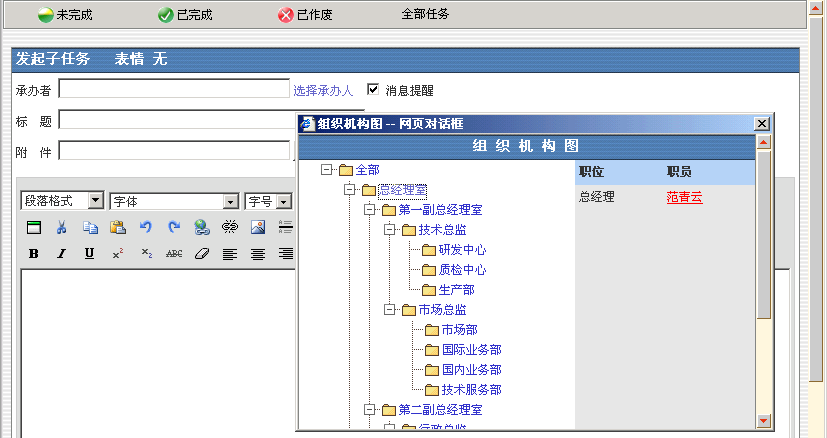 未完成 已完成 已作废 全部任务
发起子任务 表情 无
承办者 选择承办人 消息提醒
标 题
附 件
段落格式 字体 字号
B I U × ² × ₂ ABC
组织机构图 -- 网页对话框
组 织 机 构 图
全部
总经理室
第一副总经理室
技术总监
研发中心
质检中心
生产部
市场总监
市场部
国际业务部
国内业务部
技术服务部
第二副总经理室
行政总监
职位 职员
总经理 范青云